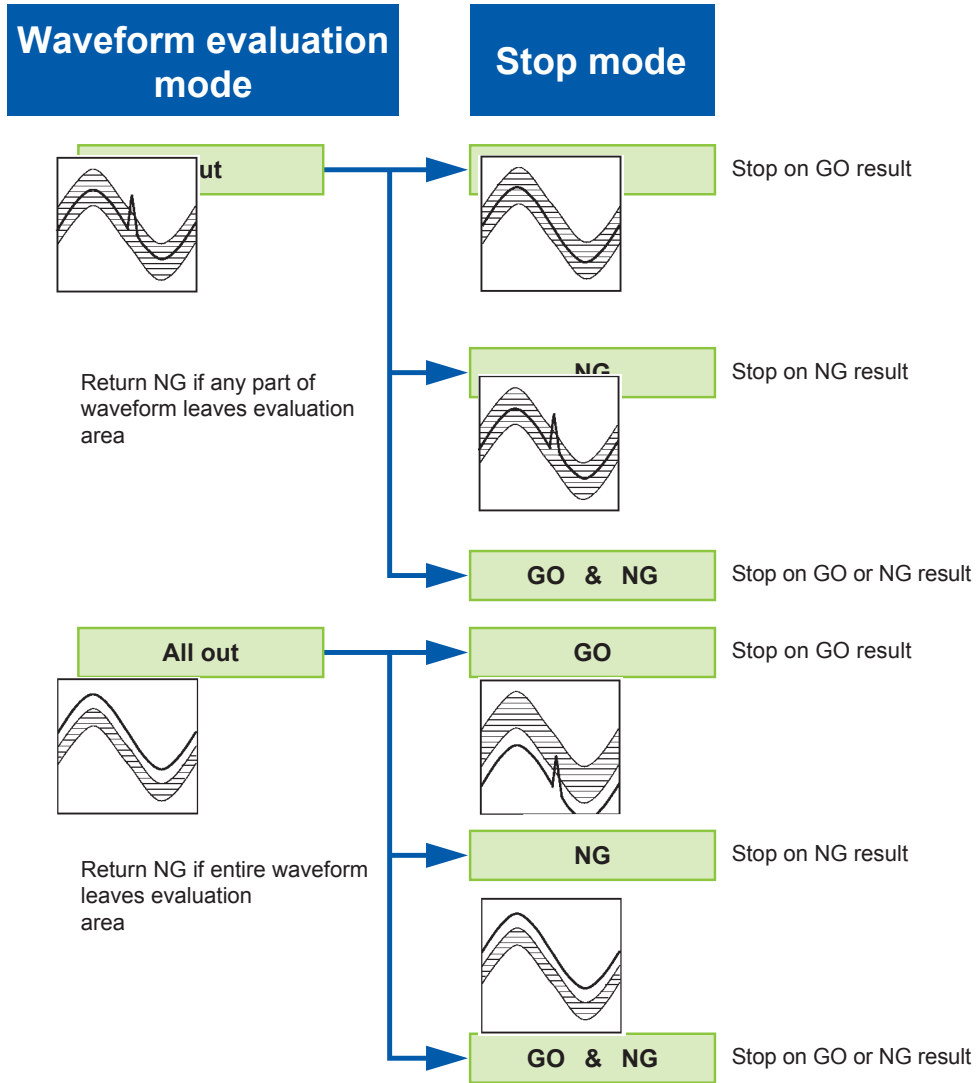 Waveform evaluation
mode
Stop mode
Stop on GO result
NG
Stop on NG result
Return NG if any part of
waveform leaves evaluation
area
GO & NG
Stop on GO or NG result
All out
GO
Stop on GO result
NG
Stop on NG result
Return NG if entire waveform
leaves evaluation
area
GO & NG
Stop on GO or NG result